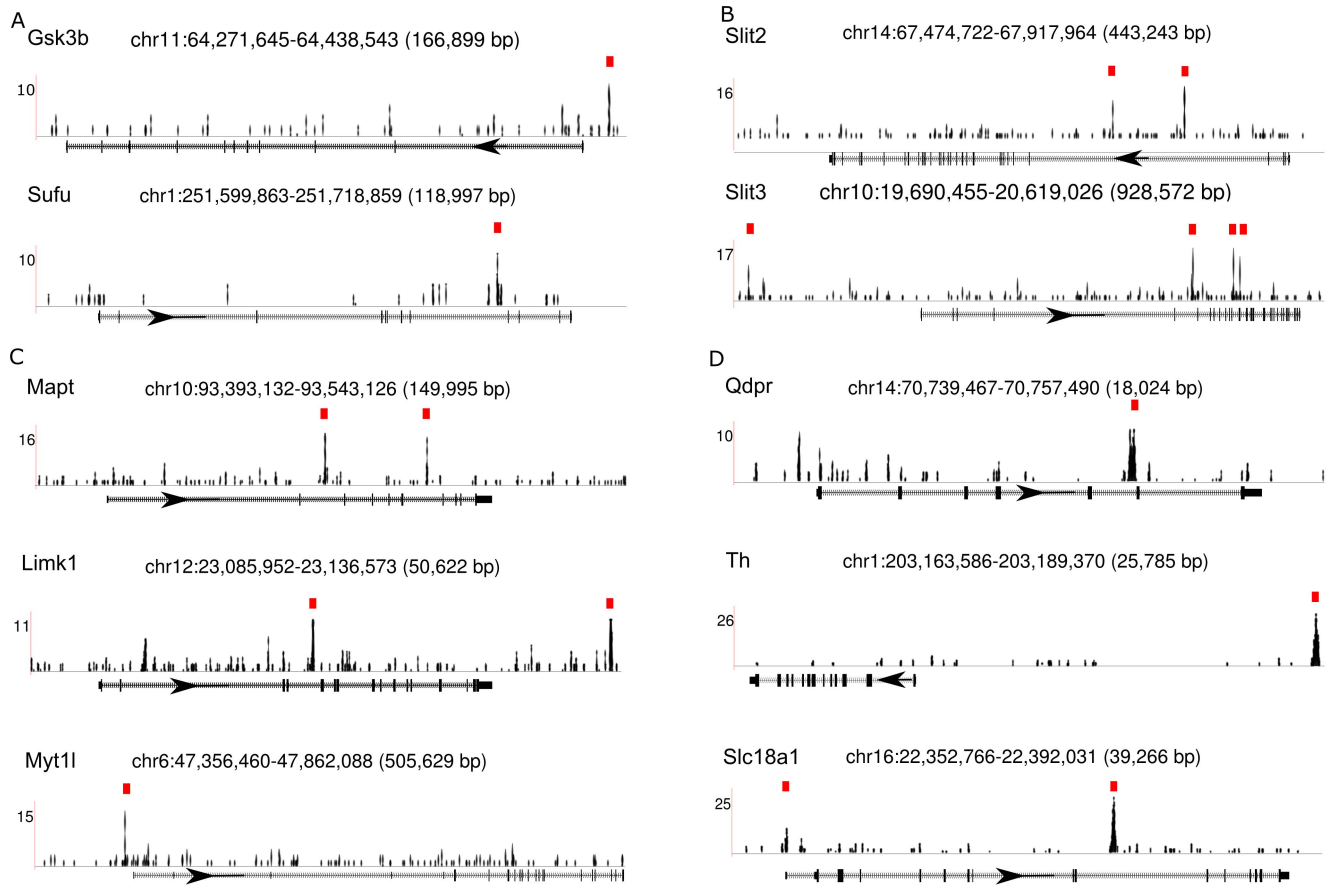 A
Gsk3b chr11:64,271,645-64,438,543 (166,899 bp)
10
Sufu chr1:251,599,863-251,718,859 (118,997 bp)
10
B
Slit2 chr14:67,474,722-67,917,964 (443,243 bp)
16
Slit3 chr10:19,690,455-20,619,026 (928,572 bp)
17
C
Mapt chr10:93,393,132-93,543,126 (149,995 bp)
16
Limk1 chr12:23,085,952-23,136,573 (50,622 bp)
11
Myt1l chr6:47,356,460-47,862,088 (505,629 bp)
15
D
Qdpr chr14:70,739,467-70,757,490 (18,024 bp)
10
Th chr1:203,163,586-203,189,370 (25,785 bp)
26
Slc18a1 chr16:22,352,766-22,392,031 (39,266 bp)
25